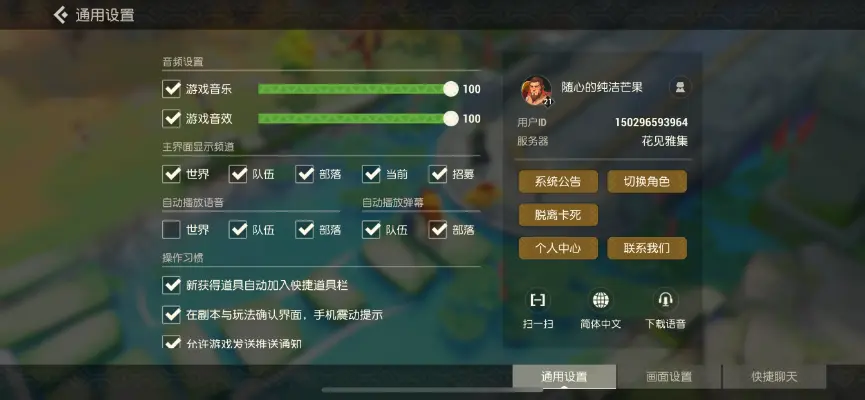 通用设置
音频设置
游戏音乐 100
游戏音效 100
主界面显示频道
世界 队伍 部落 当前 招募
自动播放语音 自动播放弹幕
世界 队伍 部落 队伍 部落
操作习惯
新获得道具自动加入快捷道具栏
在副本与玩法确认界面，手机震动提示
允许游戏发送推送通知
21
随心的纯洁芒果
用户ID 150296593964
服务器 花见雅集
系统公告 切换角色
脱离卡死
个人中心 联系我们
扫一扫 简体中文 下载语音
通用设置 画面设置 快捷聊天